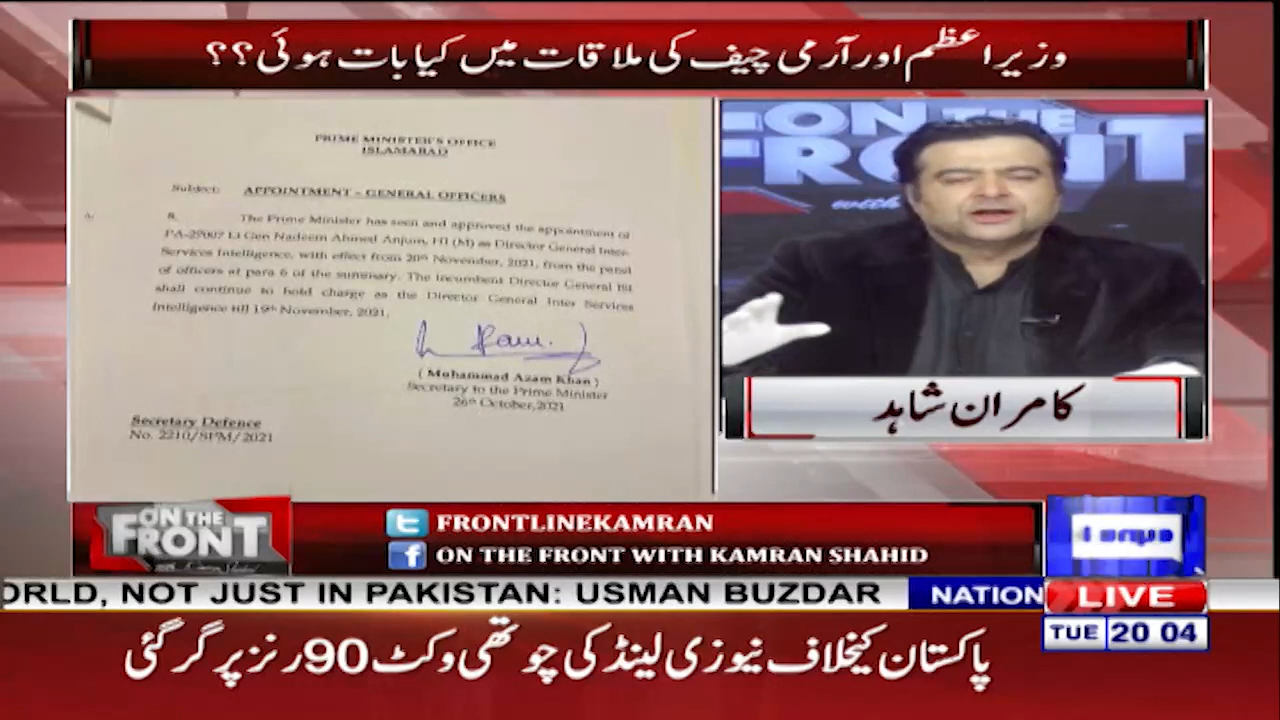 وزیراعظم اور آرمی چیف کی ملاقات میں کیا بات ہوئی؟؟
PRIME MINISTER'S OFFICE
ISLAMABAD
Subject: APPOINTMENT – GENERAL OFFICERS
8. The Prime Minister has seen and approved the appointment of
PA-27007 Lt Gen Nadeem Ahmed Anjum, HI (M) as Director General Inter-
Services Intelligence, with effect from 20th November, 2021, from the panel
of officers at para 6 of the summary. The incumbent Director General ISI
shall continue to hold charge as the Director General Inter Services
Intelligence till 19th November, 2021.
( Muhammad Azam Khan )
Secretary to the Prime Minister
26th October, 2021
Secretary Defence
No. 2210/SPM/2021
ON THE
FRONT
with
کامران شاہد
ON THE
FRONT
FRONTLINEKAMRAN
ON THE FRONT WITH KAMRAN SHAHID
ORLD, NOT JUST IN PAKISTAN: USMAN BUZDAR NATION
LIVE
TUE 20 04
پاکستان کیخلاف نیوزی لینڈ کی چوتھی وکٹ 90 رنز پر گر گئی